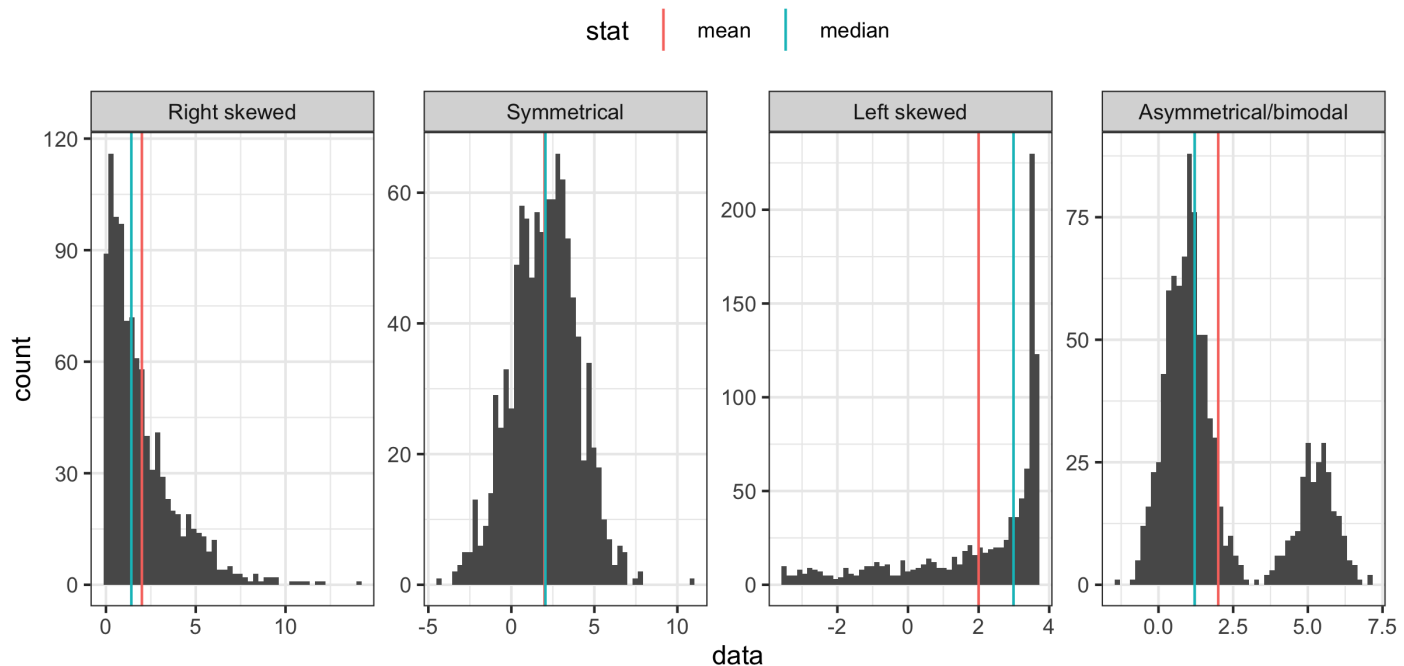 stat mean median
Right skewed Symmetrical Left skewed Asymmetrical/bimodal
count
120
90
60
30
0
60
40
20
0
200
150
100
50
0
75
50
25
0
0 5 10
-5 0 5 10
-2 0 2 4
0.0 2.5 5.0 7.5
data